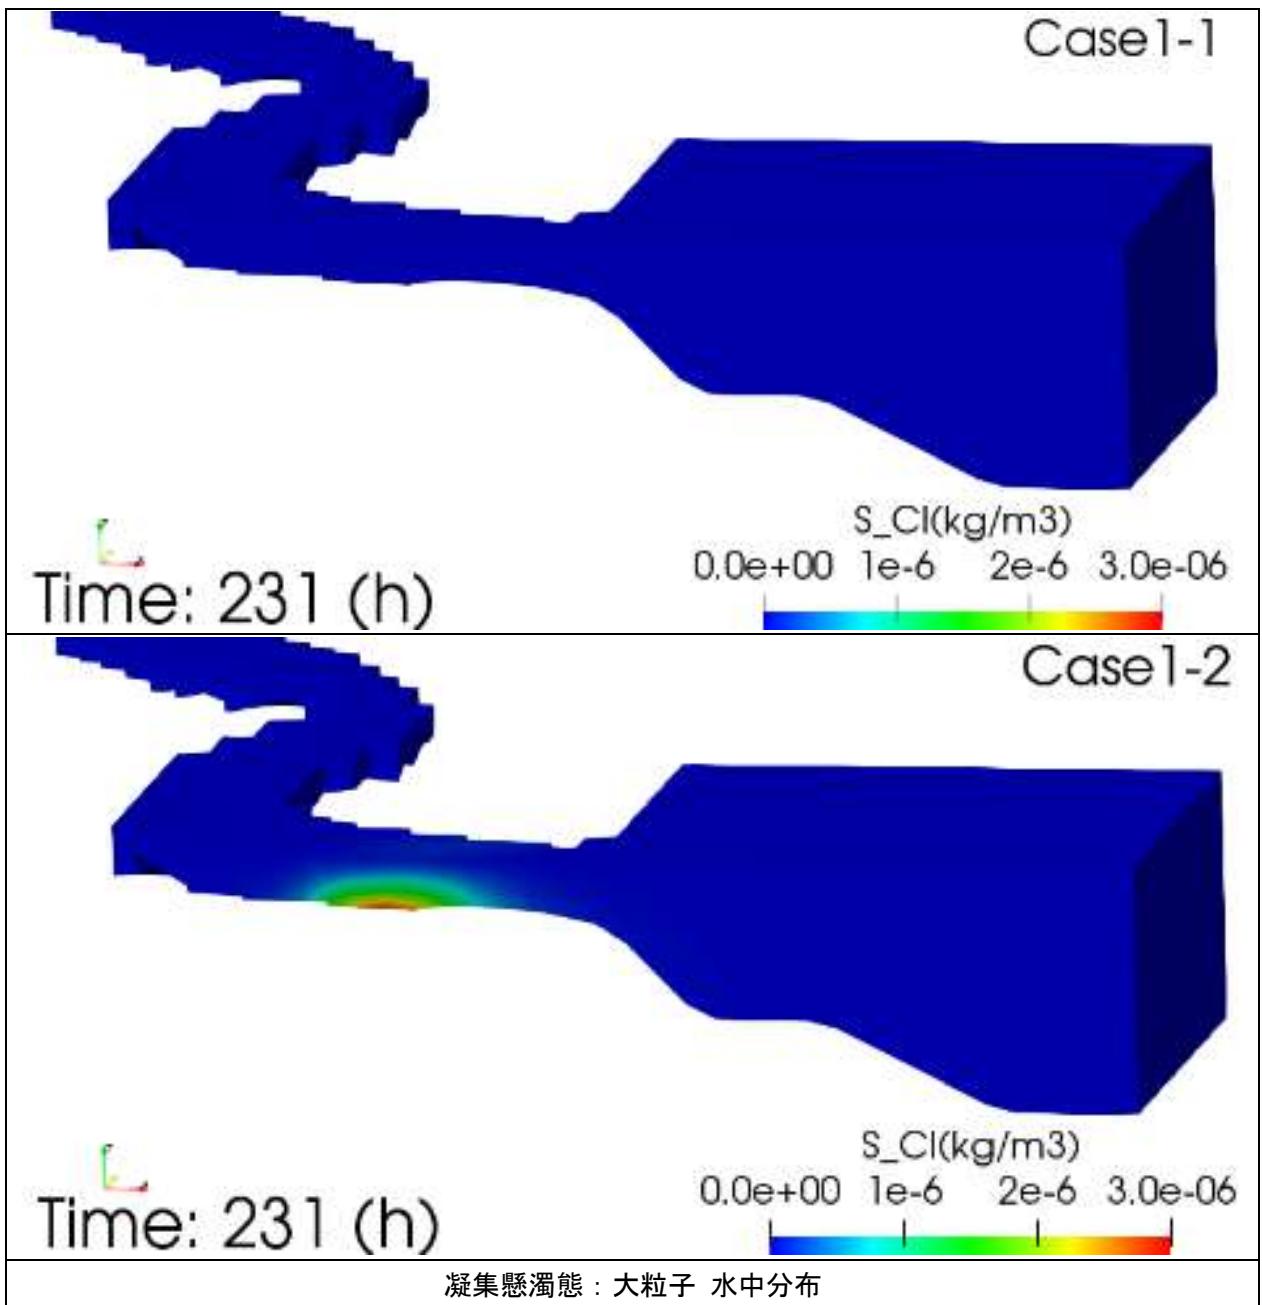 Case1-1
S_Cl(kg/m3)
0.0e+00 1e-6 2e-6 3.0e-06
Time: 231 (h)
Case1-2
S_Cl(kg/m3)
0.0e+00 1e-6 2e-6 3.0e-06
Time: 231 (h)
凝集懸濁態：大粒子 水中分布